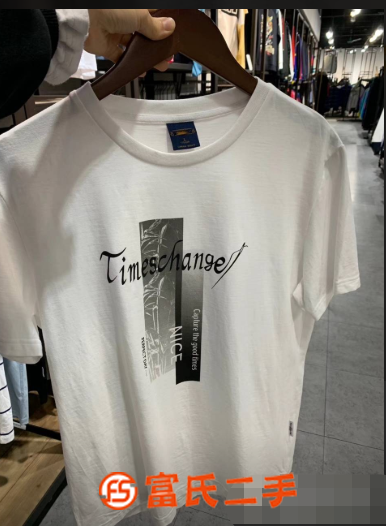 Timeschange
NICE
Capture the good times
FS 富氏二手